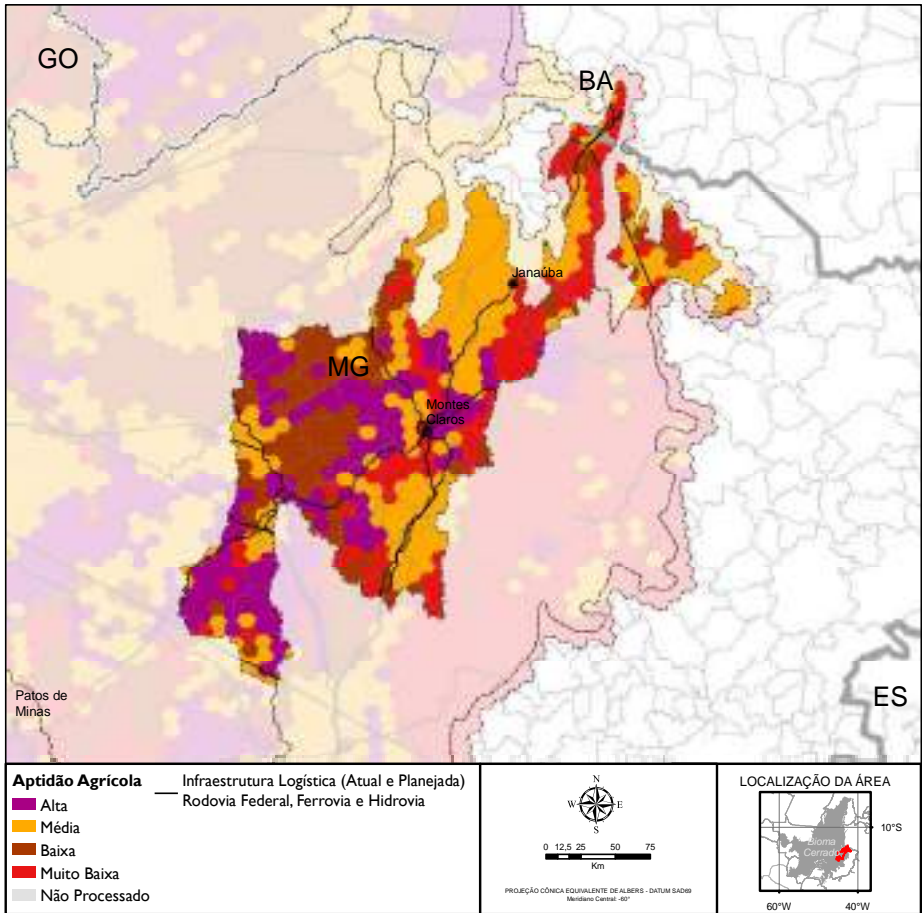 GO
BA
Janaúba
MG
Montes
Claros
Patos de
Minas
ES
Aptidão Agrícola
Alta
Média
Baixa
Muito Baixa
Não Processado
Infraestrutura Logística (Atual e Planejada)
Rodovia Federal, Ferrovia e Hidrovia
N
W E
S
0 12,5 25 50 75
Km
PROJEÇÃO CÔNICA EQUIVALENTE DE ALBERS - DATUM SAD69
Meridiano Central: -60°
LOCALIZAÇÃO DA ÁREA
10°S
Bioma
Cerrado
60°W 40°W